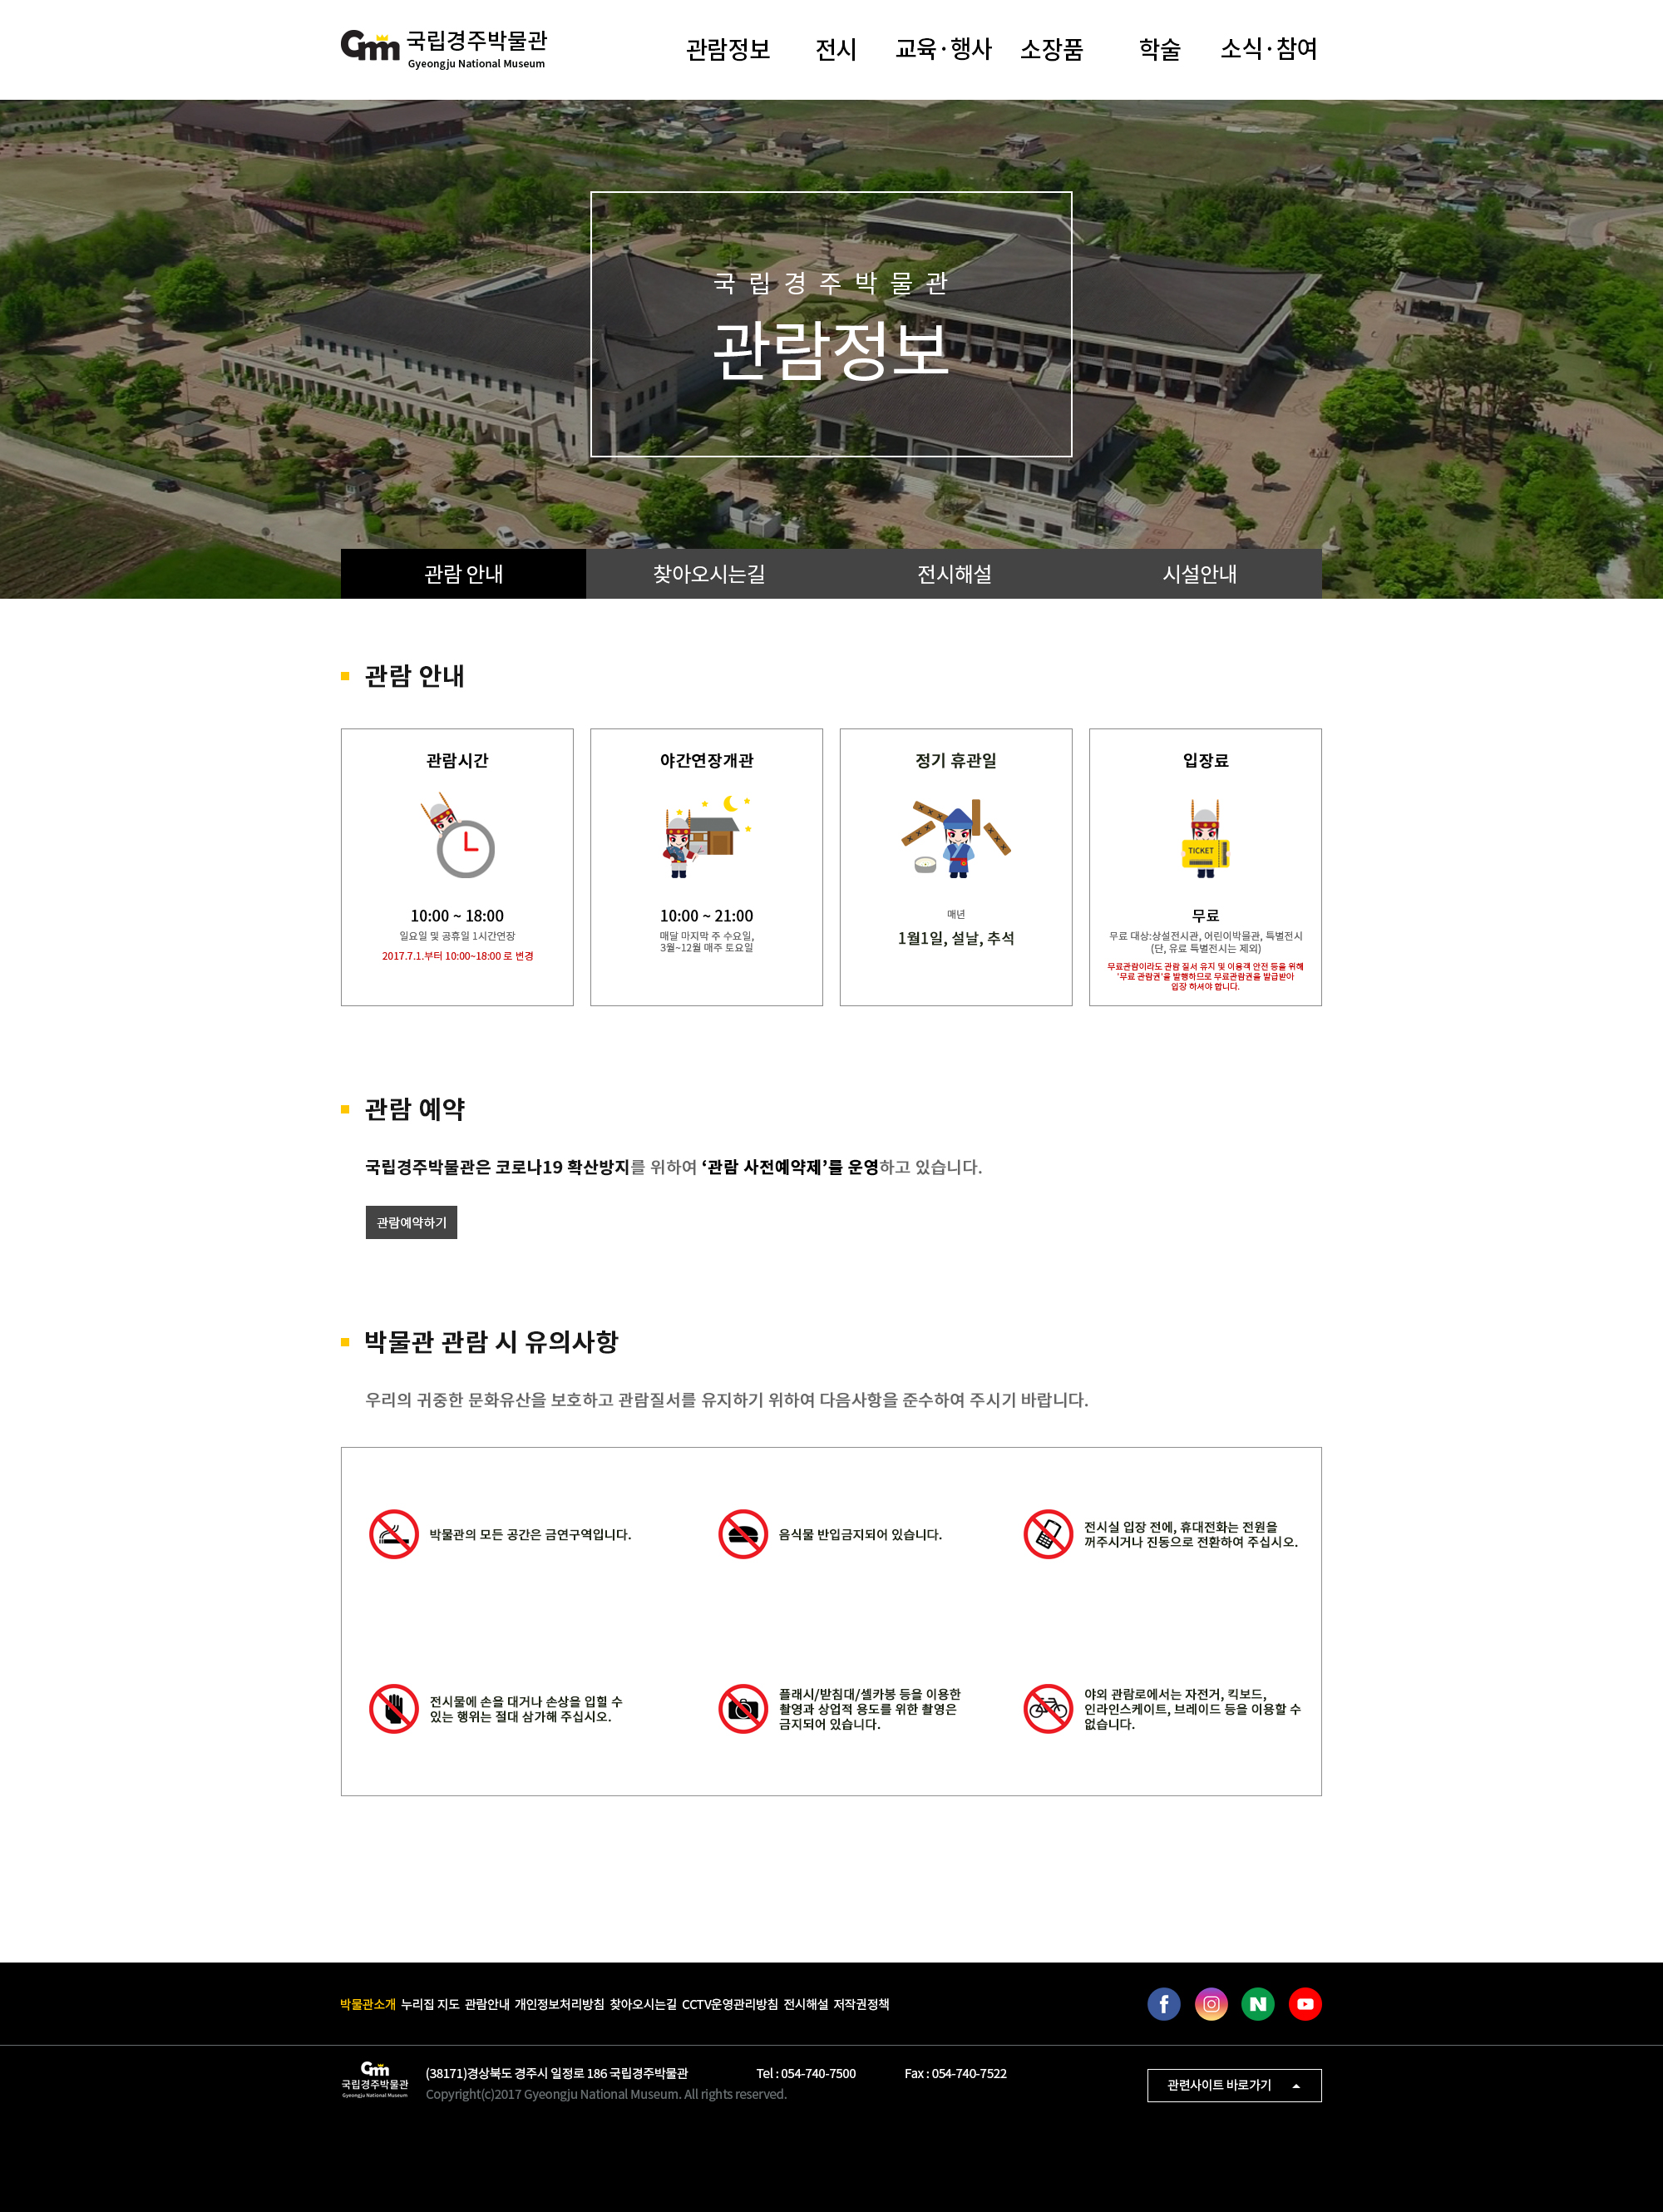 Gnm 국립경주박물관
Gyeongju National Museum
관람정보 전시 교육·행사 소장품 학술 소식·참여
국립경주박물관
관람정보
관람 안내 찾아오시는길 전시해설 시설안내
관람 안내
관람시간
10:00 ~ 18:00
일요일 및 공휴일 1시간연장
2017.7.1.부터 10:00~18:00 로 변경
야간연장개관
10:00 ~ 21:00
매달 마지막 주 수요일,
3월~12월 매주 토요일
정기 휴관일
매년
1월1일, 설날, 추석
입장료
TICKET
무료
무료 대상:상설전시관, 어린이박물관, 특별전시
(단, 유료 특별전시는 제외)
무료관람이라도 관람 질서 유지 및 이용객 안전 등을 위해
'무료 관람권'을 발행하므로 무료관람권을 발급받아
입장 하셔야 합니다.
관람 예약
국립경주박물관은 코로나19 확산방지를 위하여 ‘관람 사전예약제’를 운영하고 있습니다.
관람예약하기
박물관 관람 시 유의사항
우리의 귀중한 문화유산을 보호하고 관람질서를 유지하기 위하여 다음사항을 준수하여 주시기 바랍니다.
박물관의 모든 공간은 금연구역입니다.
음식물 반입금지되어 있습니다.
전시실 입장 전에, 휴대전화는 전원을
꺼주시거나 진동으로 전환하여 주십시오.
전시물에 손을 대거나 손상을 입힐 수
있는 행위는 절대 삼가해 주십시오.
플래시/받침대/셀카봉 등을 이용한
촬영과 상업적 용도를 위한 촬영은
금지되어 있습니다.
야외 관람로에서는 자전거, 킥보드,
인라인스케이트, 브레이드 등을 이용할 수
없습니다.
박물관소개 누리집 지도 관람안내 개인정보처리방침 찾아오시는길 CCTV운영관리방침 전시해설 저작권정책
Gnm
국립경주박물관
Gyeongju National Museum
(38171)경상북도 경주시 일정로 186 국립경주박물관 Tel : 054-740-7500 Fax : 054-740-7522
Copyright(c)2017 Gyeongju National Museum. All rights reserved.
관련사이트 바로가기